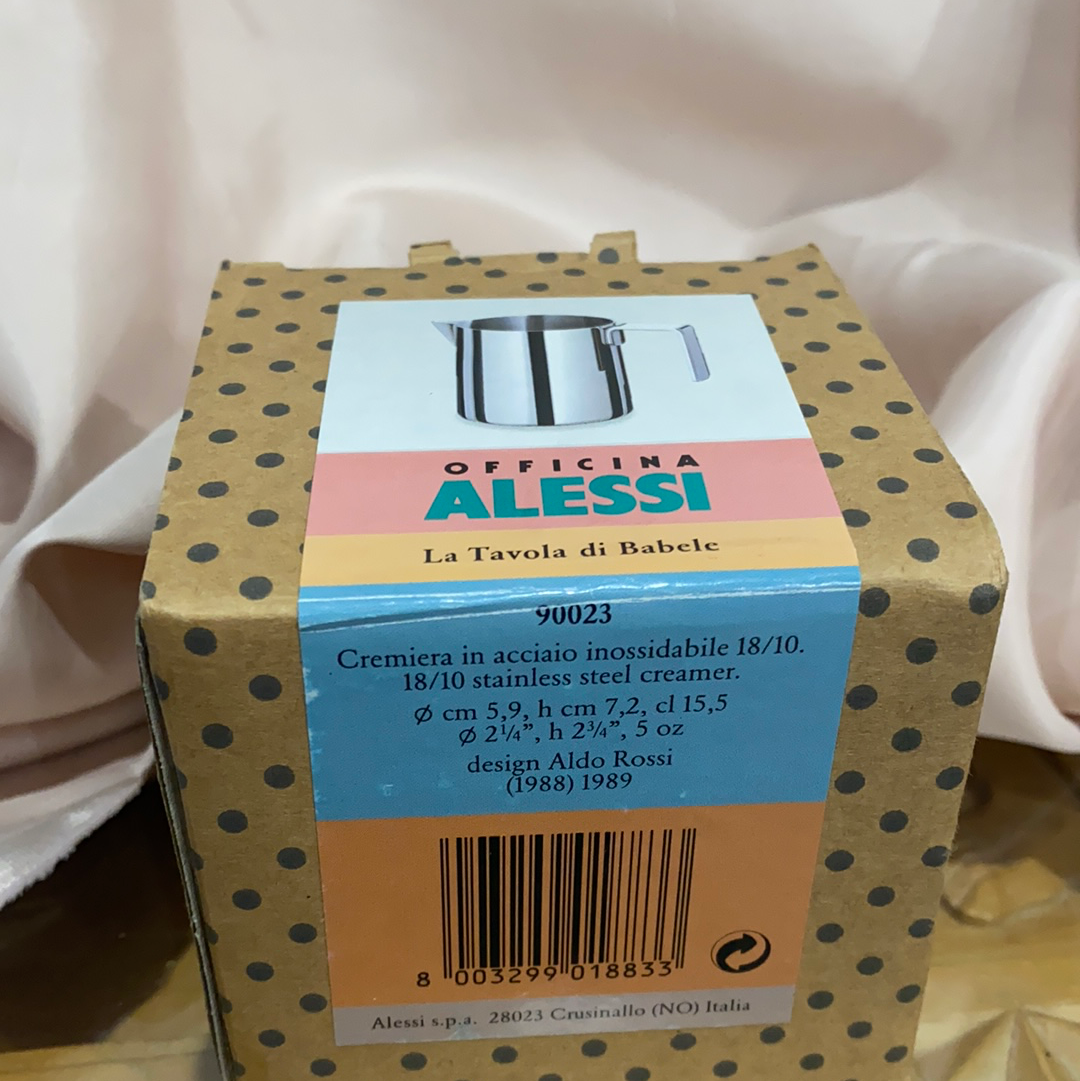 OFFICINA
ALESSI
La Tavola di Babele
90023
Cremiera in acciaio inossidabile 18/10.
18/10 stainless steel creamer.
Ø cm 5,9, h cm 7,2, cl 15,5
Ø 2¼”, h 2¾”, 5 oz
design Aldo Rossi
(1988) 1989
8 003299 018833
Alessi s.p.a. 28023 Crusinallo (NO) Italia